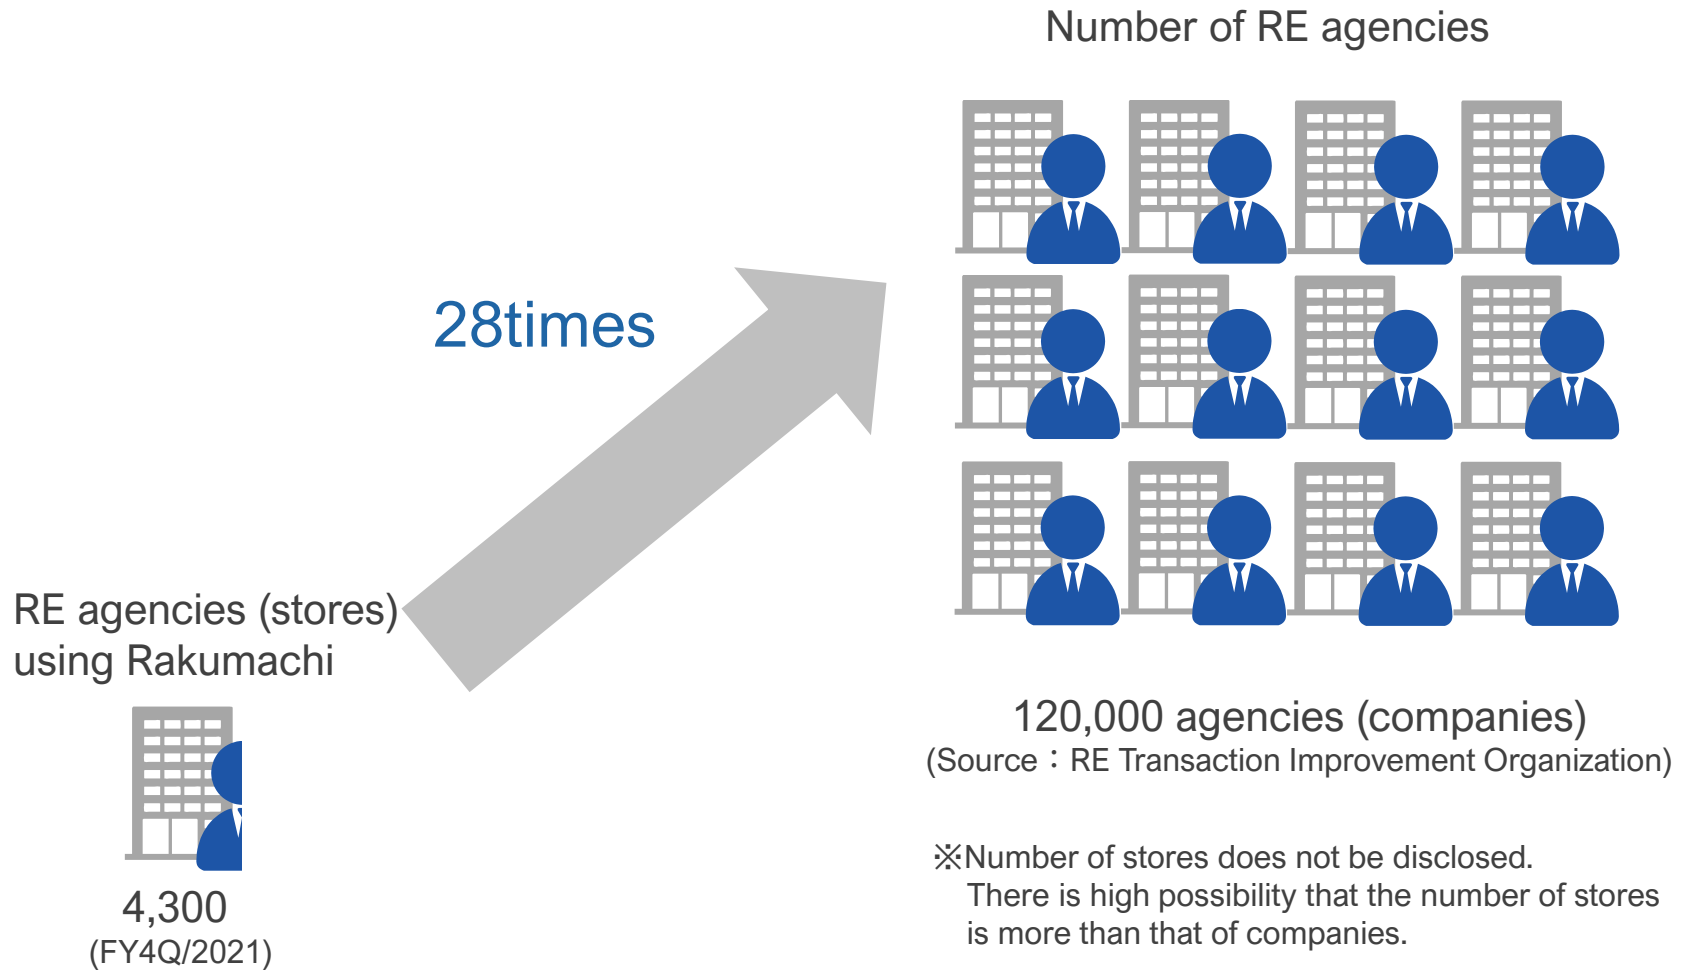 Number of RE agencies
28times
RE agencies (stores)
using Rakumachi
4,300
(FY4Q/2021)
120,000 agencies (companies)
(Source：RE Transaction Improvement Organization)
※Number of stores does not be disclosed.
There is high possibility that the number of stores
is more than that of companies.